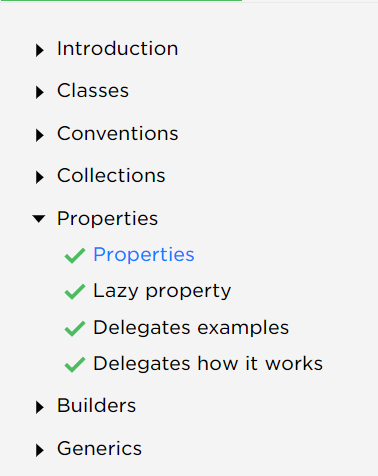 Introduction
Classes
Conventions
Collections
Properties
Properties
Lazy property
Delegates examples
Delegates how it works
Builders
Generics